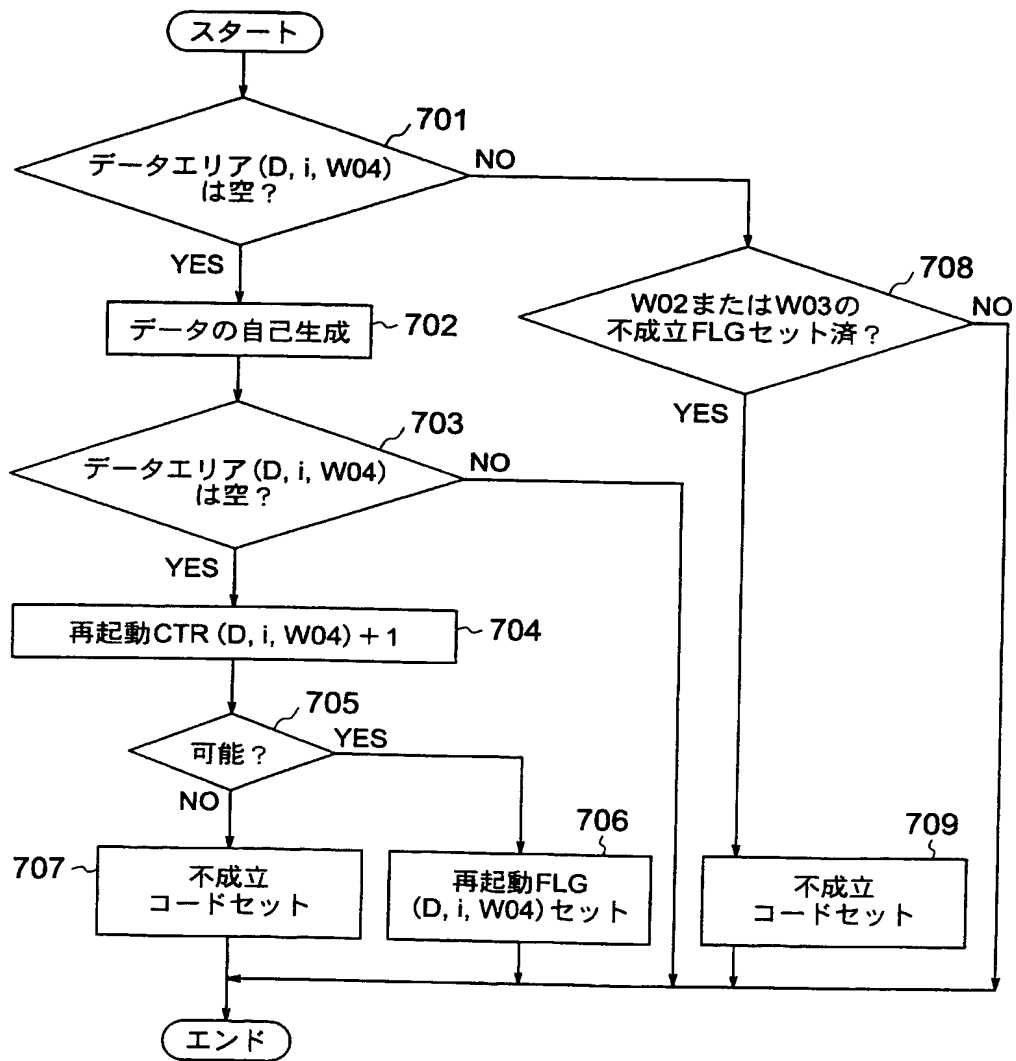 スタート
701
データエリア(D, i, W04)
は空?
NO
YES
データの自己生成
702
708
W02またはW03の
不成立FLGセット済?
NO
YES
703
データエリア(D, i, W04)
は空?
NO
YES
再起動CTR(D, i, W04)+1
704
705
可能?
YES
NO
707
不成立
コードセット
706
再起動FLG
(D, i, W04)セット
709
不成立
コードセット
エンド